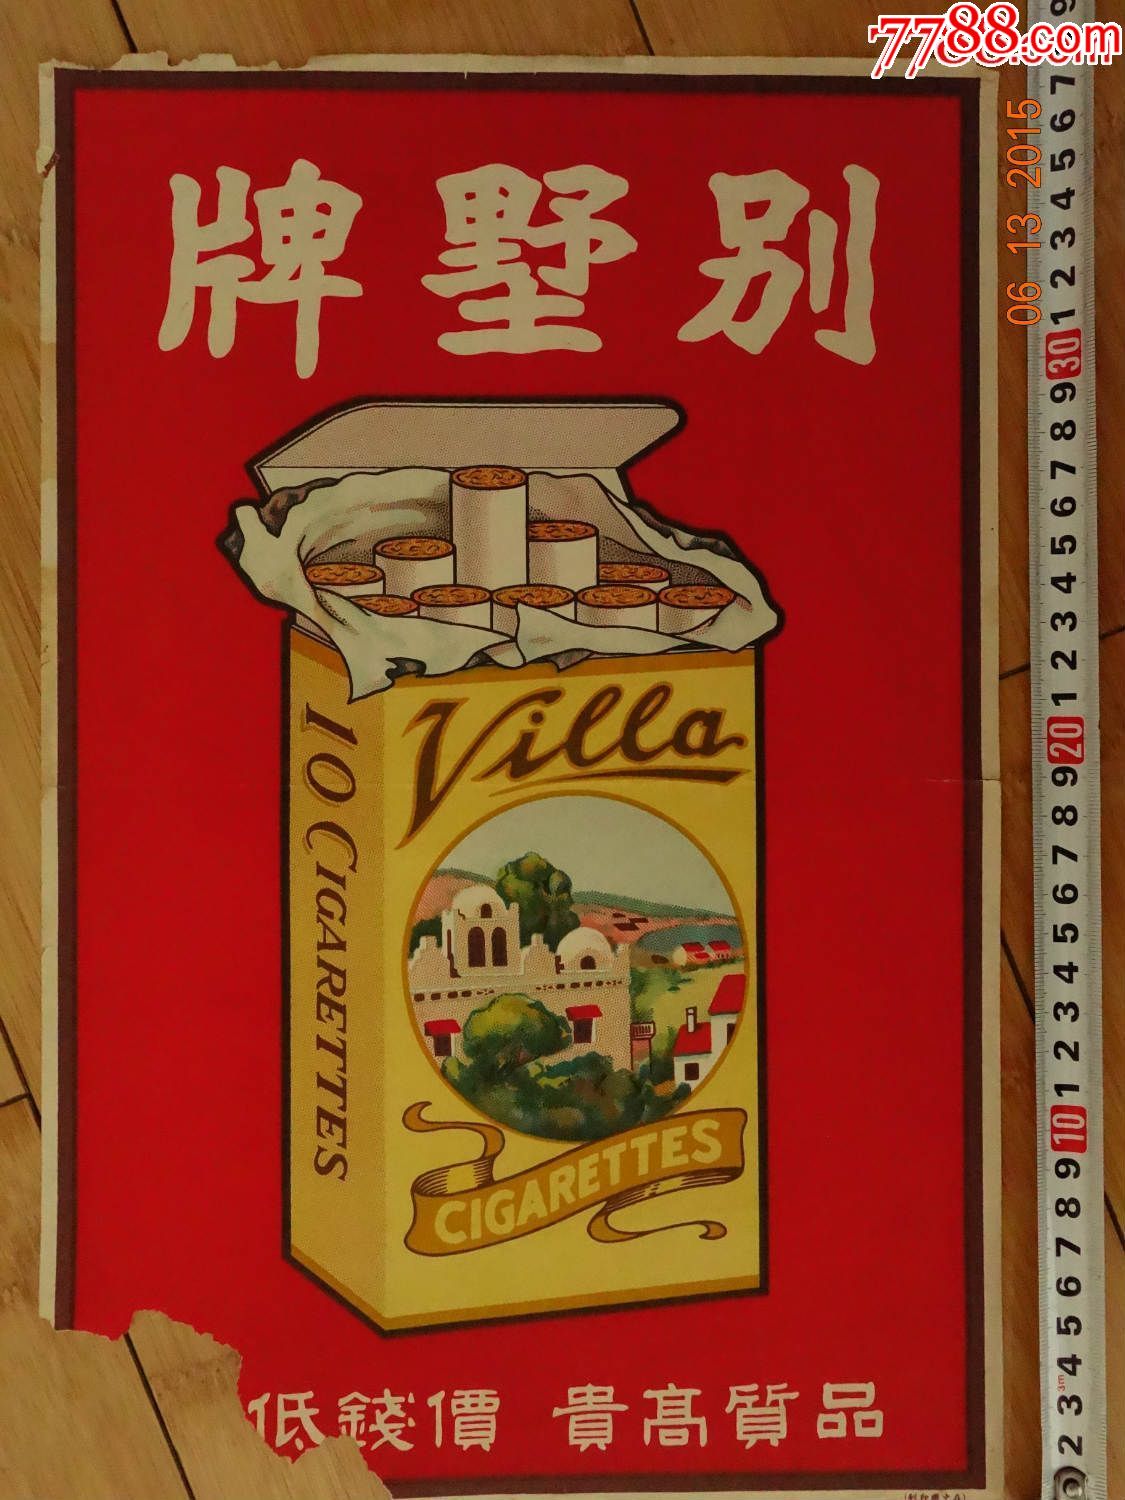 7788.com
06 13 2015
別墅牌
Villa
10 CIGARETTES
CIGARETTES
品質高貴 價錢低
3m